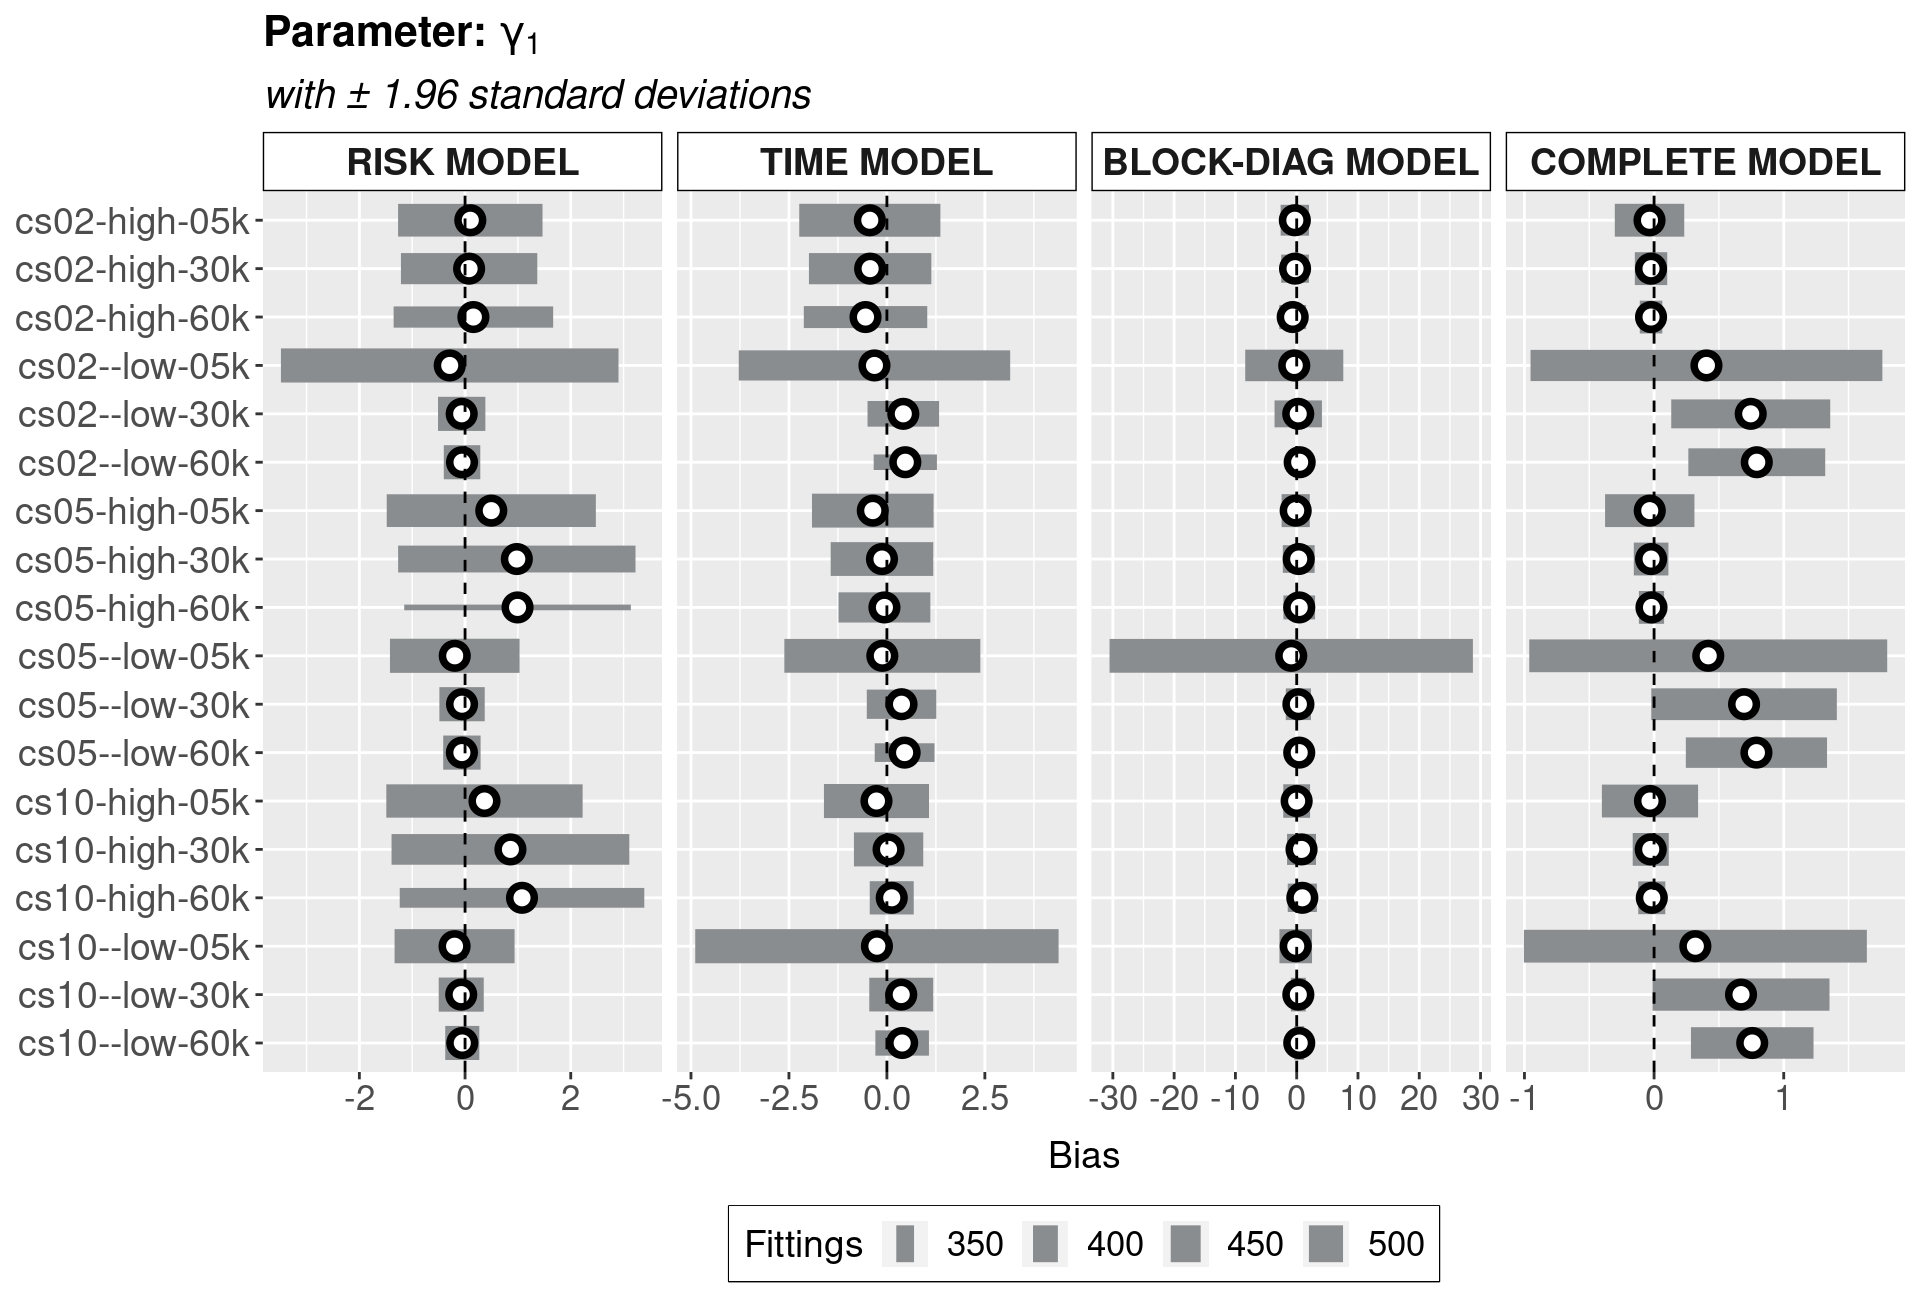 Parameter: γ1
with ± 1.96 standard deviations
RISK MODEL TIME MODEL BLOCK-DIAG MODEL COMPLETE MODEL
cs02-high-05k
cs02-high-30k
cs02-high-60k
cs02--low-05k
cs02--low-30k
cs02--low-60k
cs05-high-05k
cs05-high-30k
cs05-high-60k
cs05--low-05k
cs05--low-30k
cs05--low-60k
cs10-high-05k
cs10-high-30k
cs10-high-60k
cs10--low-05k
cs10--low-30k
cs10--low-60k
-2 0 2 -5.0 -2.5 0.0 2.5 -30 -20 -10 0 10 20 30 -1 0 1
Bias
Fittings 350 400 450 500